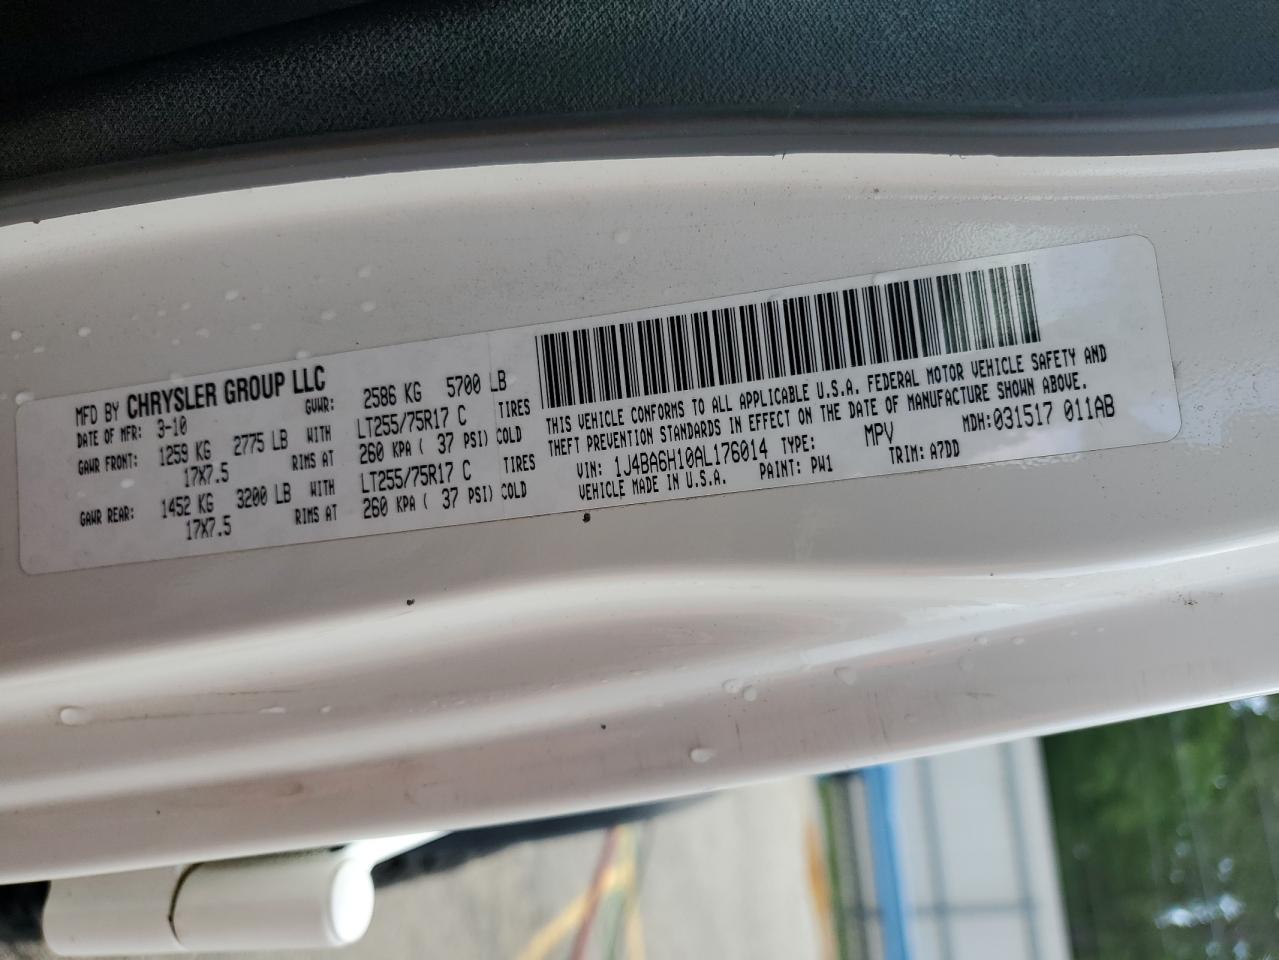 MFD BY CHRYSLER GROUP LLC
DATE OF MFR: 3-10 GVWR: 2586 KG 5700 LB
GAWR FRONT: 1259 KG 2775 LB WITH LT255/75R17 C TIRES
17X7.5 RIMS AT 260 KPA ( 37 PSI) COLD
GAWR REAR: 1452 KG 3200 LB WITH LT255/75R17 C TIRES
17X7.5 RIMS AT 260 KPA ( 37 PSI) COLD
THIS VEHICLE CONFORMS TO ALL APPLICABLE U.S.A. FEDERAL MOTOR VEHICLE SAFETY AND
THEFT PREVENTION STANDARDS IN EFFECT ON THE DATE OF MANUFACTURE SHOWN ABOVE.
VIN: 1J4BA6H10AL176014 TYPE: MPV MDH: 031517 011AB
VEHICLE MADE IN U.S.A. PAINT: PW1 TRIM: A7DD